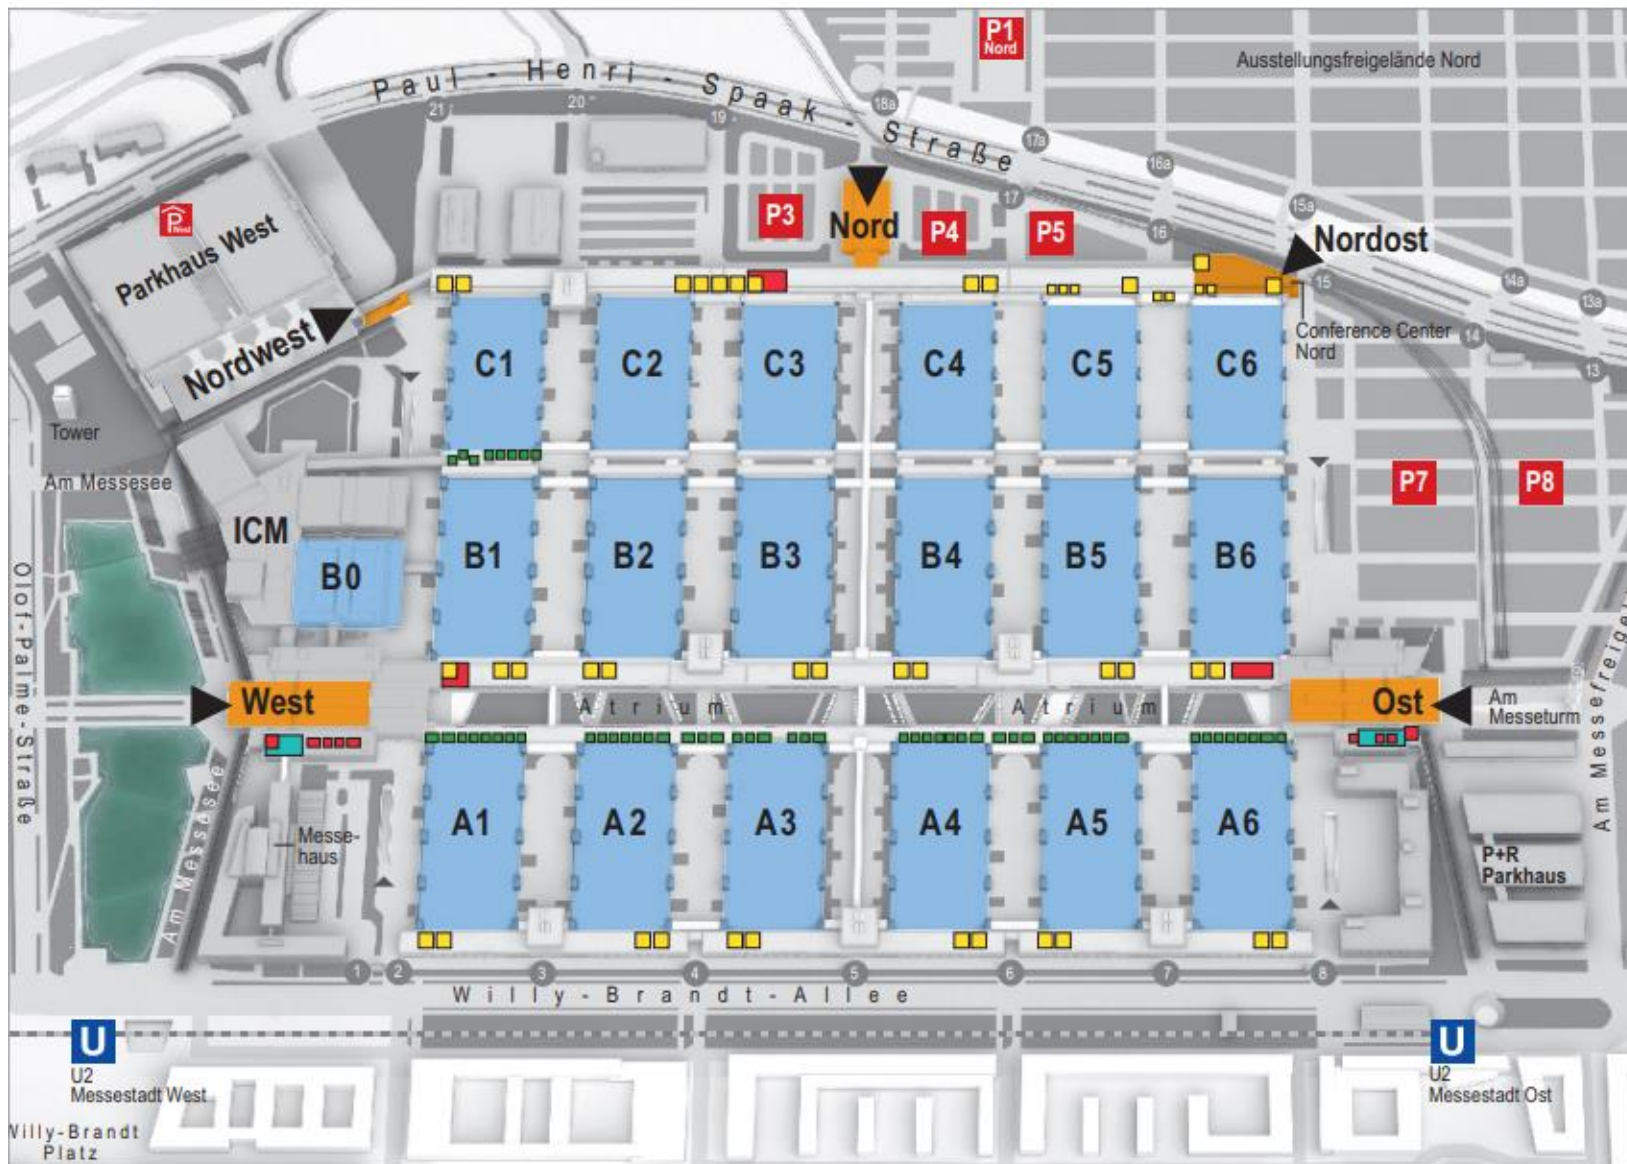 P1
Nord
Ausstellungsfreigelände Nord
Paul - Henri - Spaak - Straße
21
20
19
18a
17a
16a
15a
14a
13a
17
16
15
14
13
P
West
Parkhaus West
P3
Nord
P4
P5
Nordost
Nordwest
Conference Center
Nord
C1
C2
C3
C4
C5
C6
Tower
Am Messesee
ICM
P7
P8
B0
B1
B2
B3
B4
B5
B6
Olof-Palme-Straße
West
Atrium
Atrium
Ost
Am
Messeturm
Am Messesee
Messe-
haus
A1
A2
A3
A4
A5
A6
P+R
Parkhaus
1
2
3
4
5
6
7
8
Willy-Brandt-Allee
U
U2
Messestadt West
U
U2
Messestadt Ost
Willy-Brandt
Platz